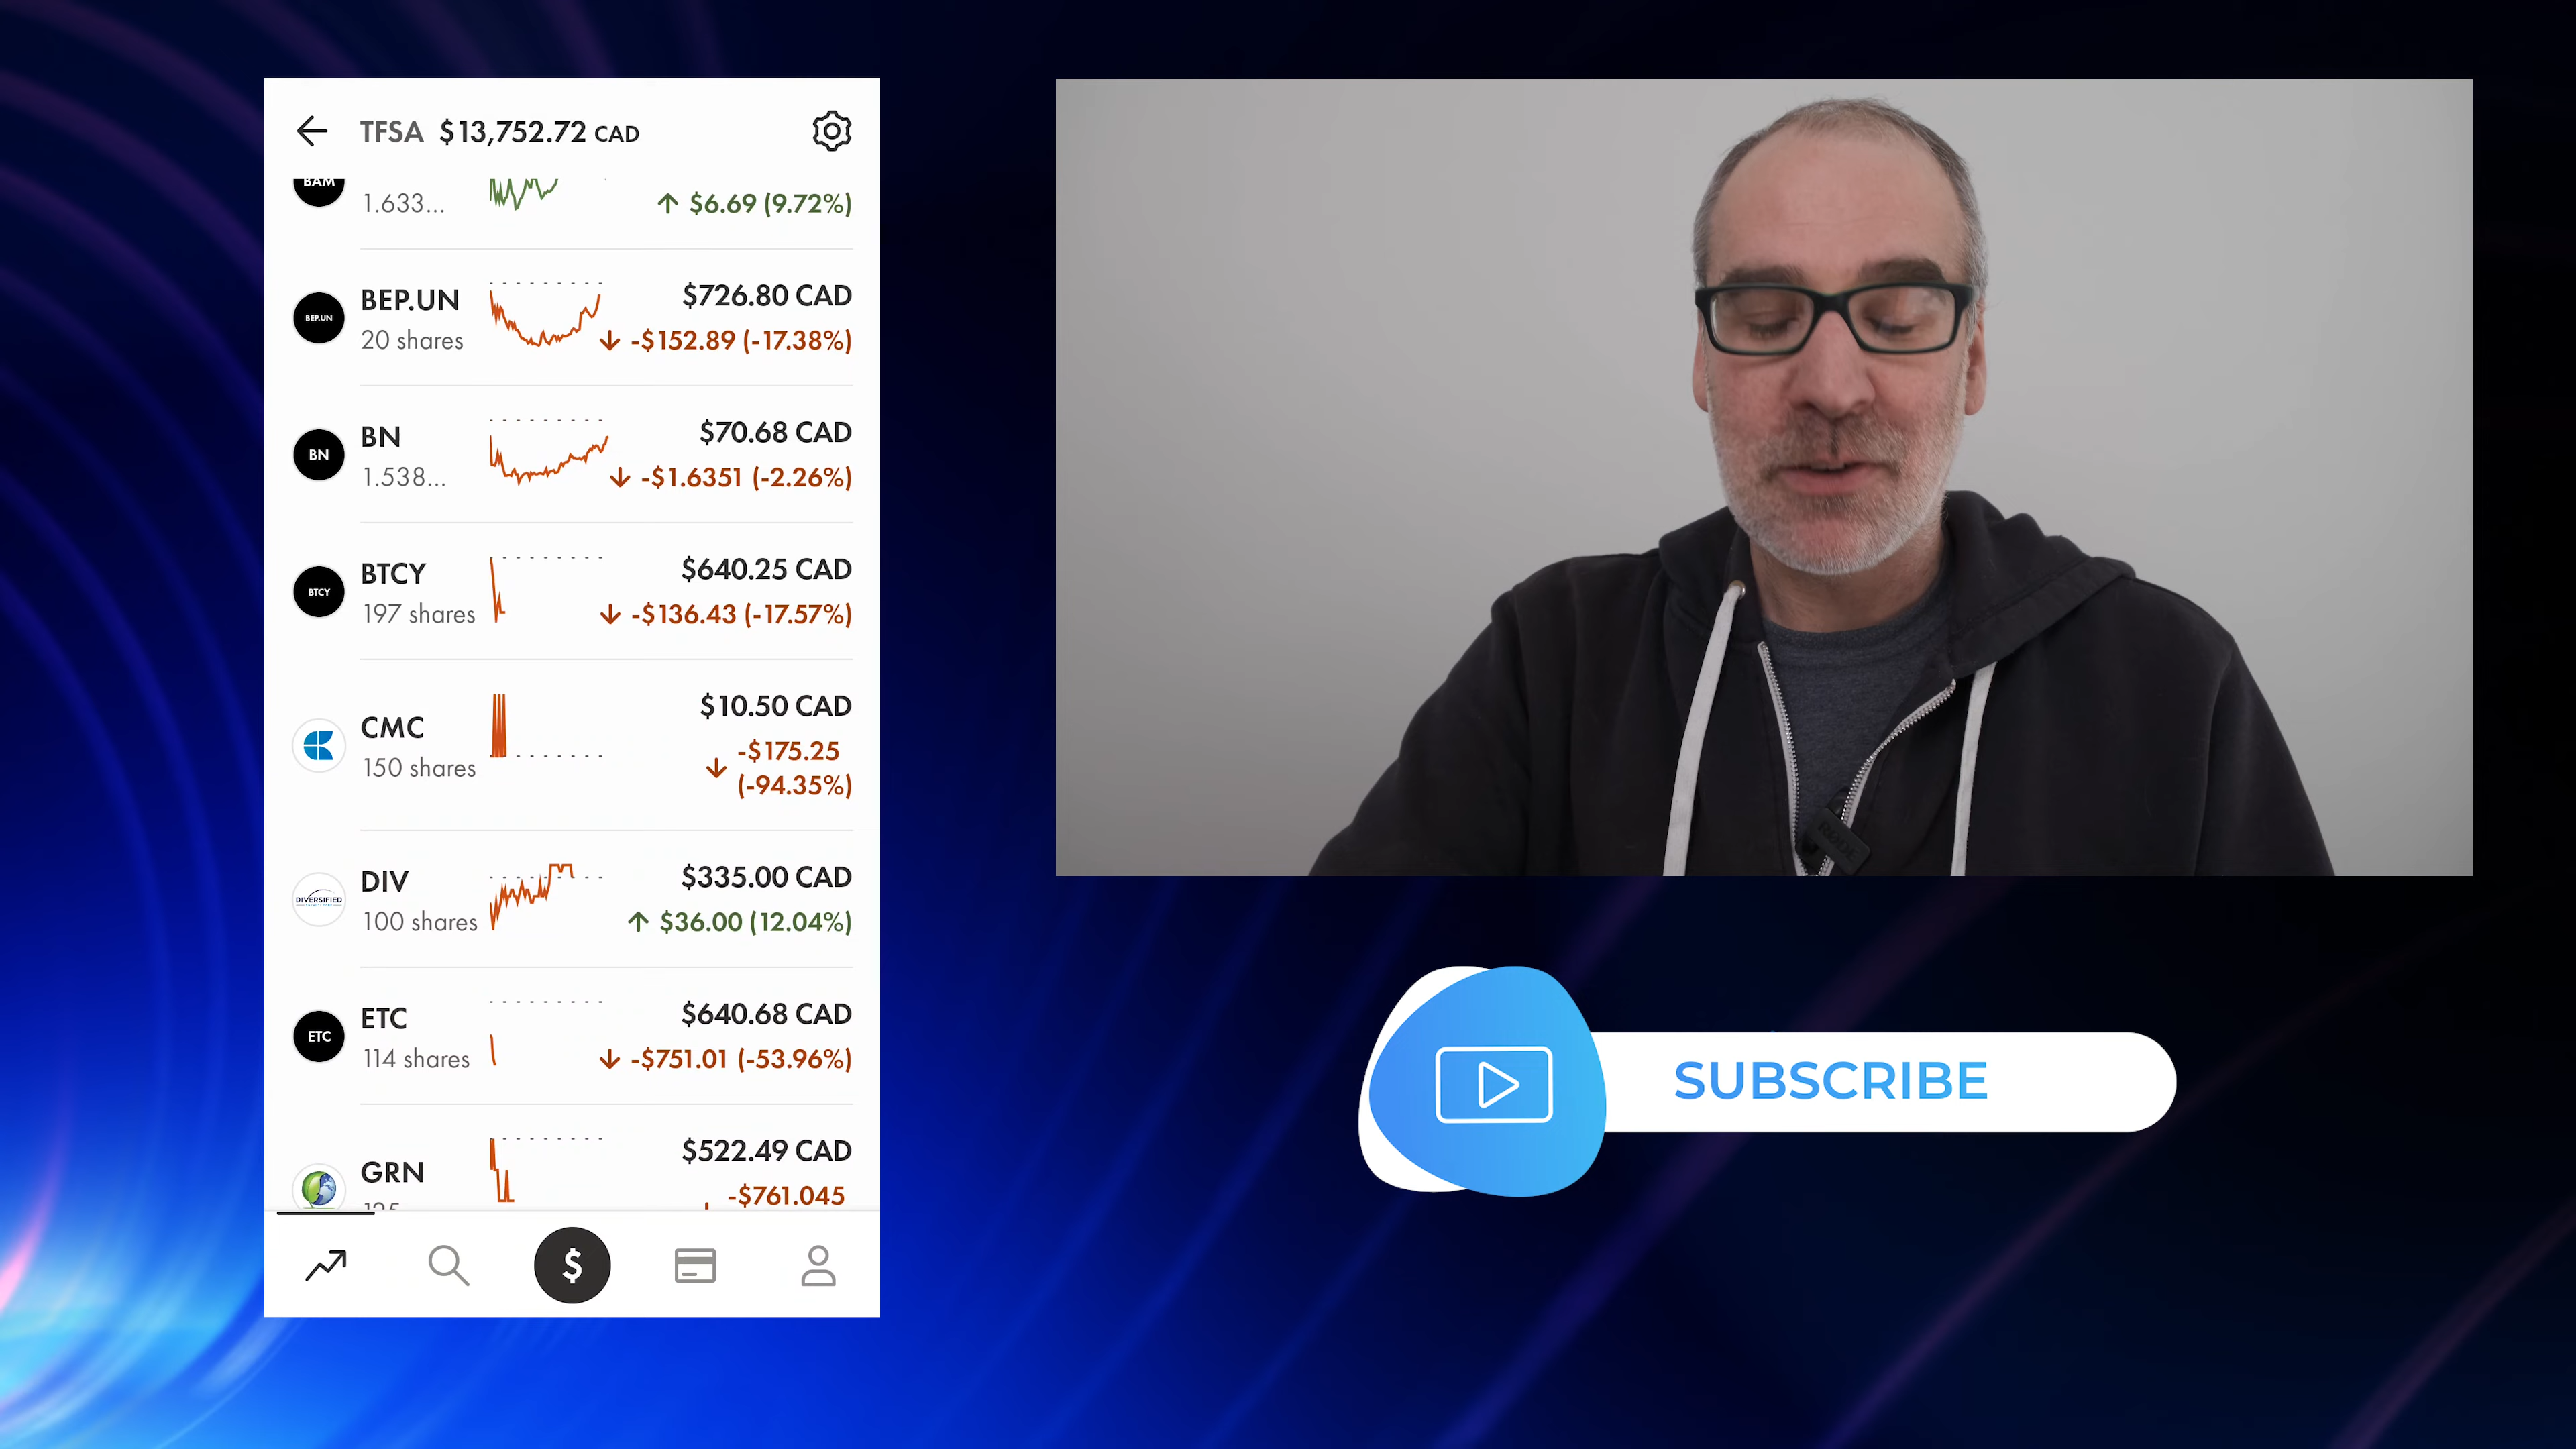 TFSA $13,752.72 CAD
BAM
1.633...
$6.69 (9.72%)
BEP.UN
BEP.UN
20 shares
$726.80 CAD
-$152.89 (-17.38%)
BN
BN
1.538...
$70.68 CAD
-$1.6351 (-2.26%)
BTCY
BTCY
197 shares
$640.25 CAD
-$136.43 (-17.57%)
CMC
150 shares
$10.50 CAD
-$175.25
(-94.35%)
DIVERSIFIED
DIV
100 shares
$335.00 CAD
$36.00 (12.04%)
ETC
ETC
114 shares
$640.68 CAD
-$751.01 (-53.96%)
GRN
$522.49 CAD
-$761.045
$
RODE
SUBSCRIBE